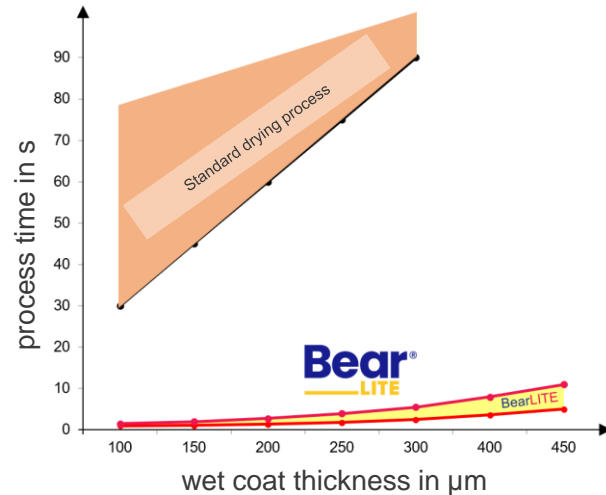 process time in s
90
80
70
60
50
40
30
20
10
0
Standard drying process
Bear®
LITE
BearLITE
100 150 200 250 300 400 450
wet coat thickness in µm